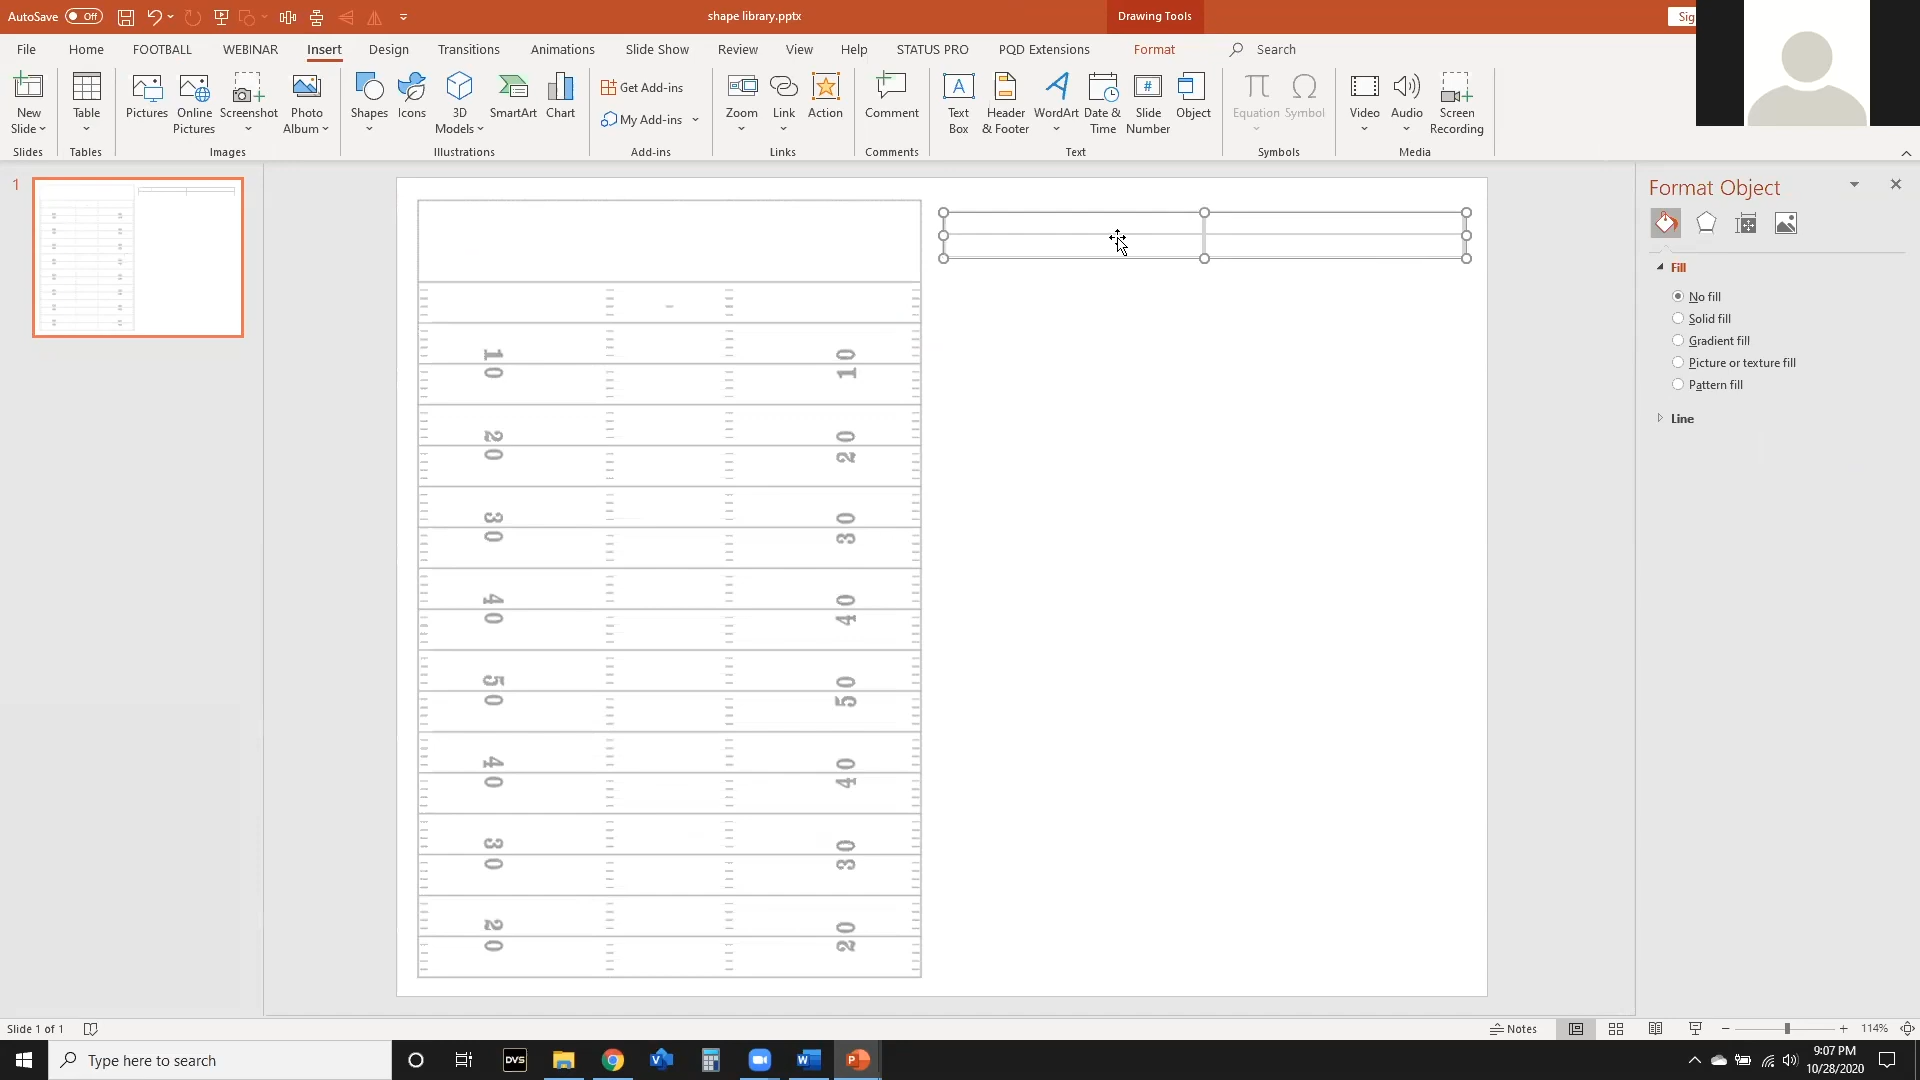 AutoSave Off
shape library.pptx
Drawing Tools
Sig
File Home FOOTBALL WEBINAR Insert Design Transitions Animations Slide Show Review View Help STATUS PRO PQD Extensions Format Search
New Slide
Table
Pictures
Online Pictures
Screenshot
Photo Album
Shapes
Icons
3D Models
SmartArt
Chart
Get Add-ins
My Add-ins
Zoom
Link
Action
Comment
Text Box
Header & Footer
WordArt
Date & Time
Slide Number
Object
Equation
Symbol
Video
Audio
Screen Recording
Slides Tables Images Illustrations Add-ins Links Comments Text Symbols Media
1
Format Object
Fill
No fill
Solid fill
Gradient fill
Picture or texture fill
Pattern fill
Line
10 10
20 20
30 30
40 40
50 50
40 40
30 30
20 20
Slide 1 of 1
Notes
114%
Type here to search
DVS
9:07 PM
10/28/2020